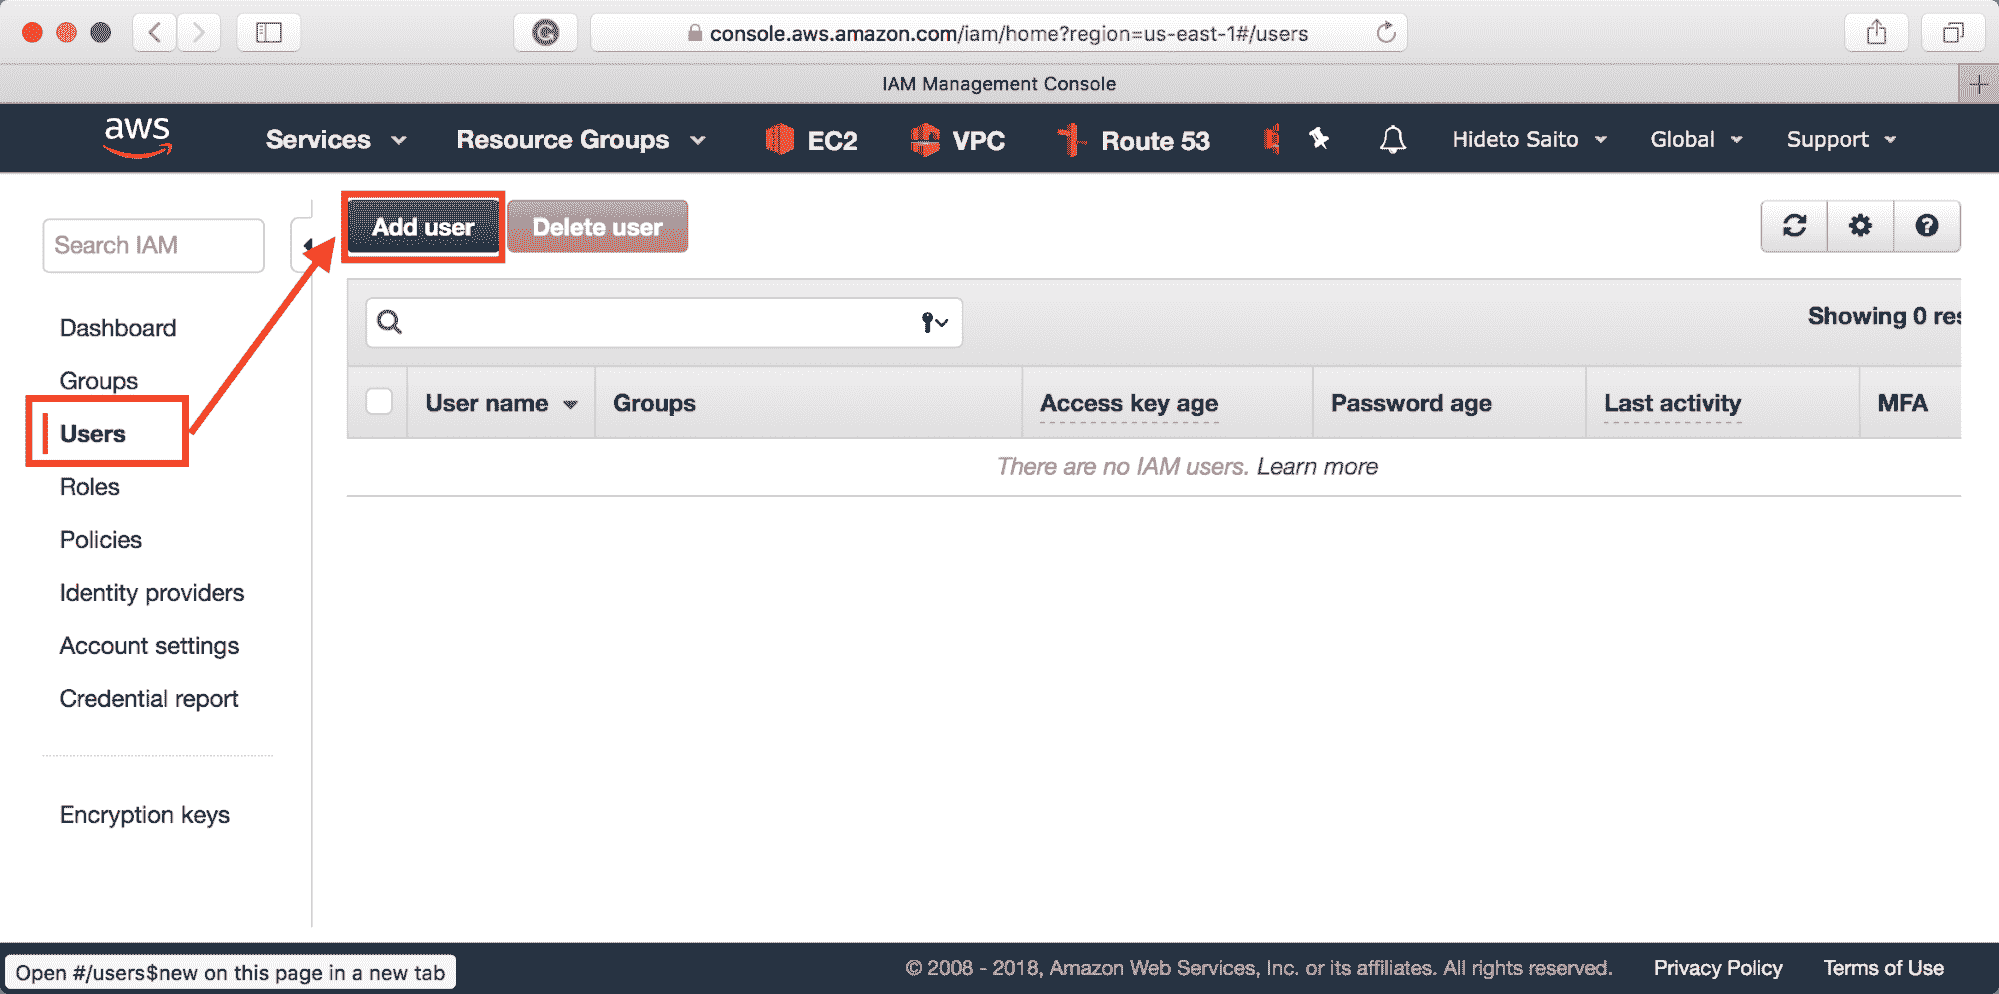 console.aws.amazon.com/iam/home?region=us-east-1#/users
IAM Management Console
aws Services Resource Groups EC2 VPC Route 53 Hideto Saito Global Support
Add user Delete user
Search IAM
Dashboard
Groups
Users
Roles
Policies
Identity providers
Account settings
Credential report
Encryption keys
Showing 0 res
User name Groups Access key age Password age Last activity MFA
There are no IAM users. Learn more
Open #/users$new on this page in a new tab
© 2008 - 2018, Amazon Web Services, Inc. or its affiliates. All rights reserved. Privacy Policy Terms of Use